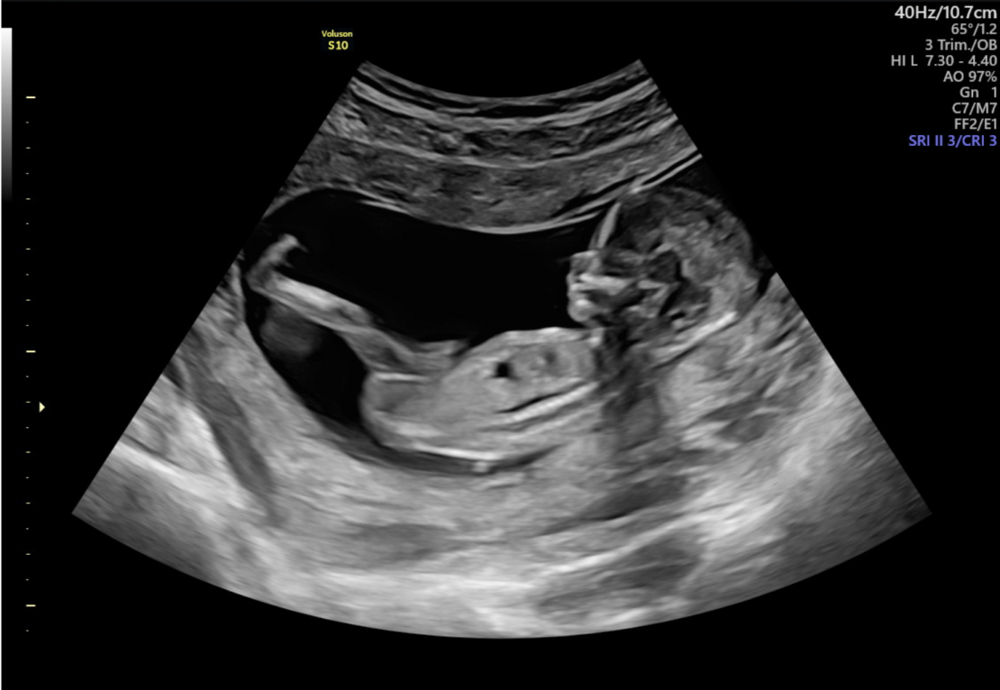 Voluson
S10
40Hz/10.7cm
65°/1.2
3 Trim./OB
HI L 7.30 - 4.40
AO 97%
Gn 1
C7/M7
FF2/E1
SRI II 3/CRI 3